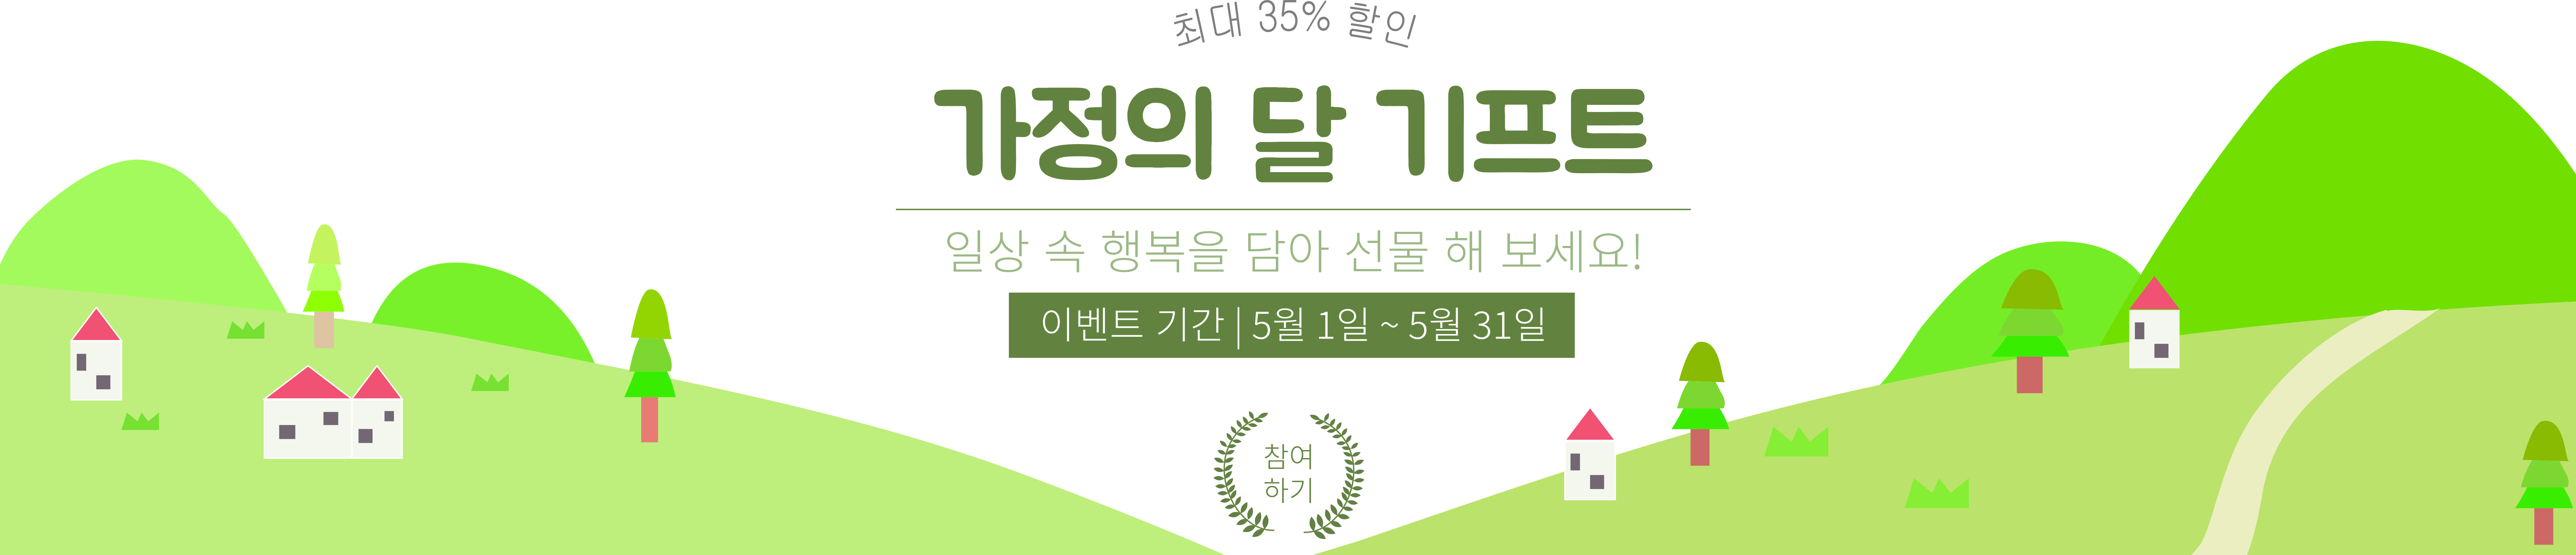 최대 35% 할인
가정의 달 기프트
일상 속 행복을 담아 선물 해 보세요!
이벤트 기간 | 5월 1일 ~ 5월 31일
참여
하기